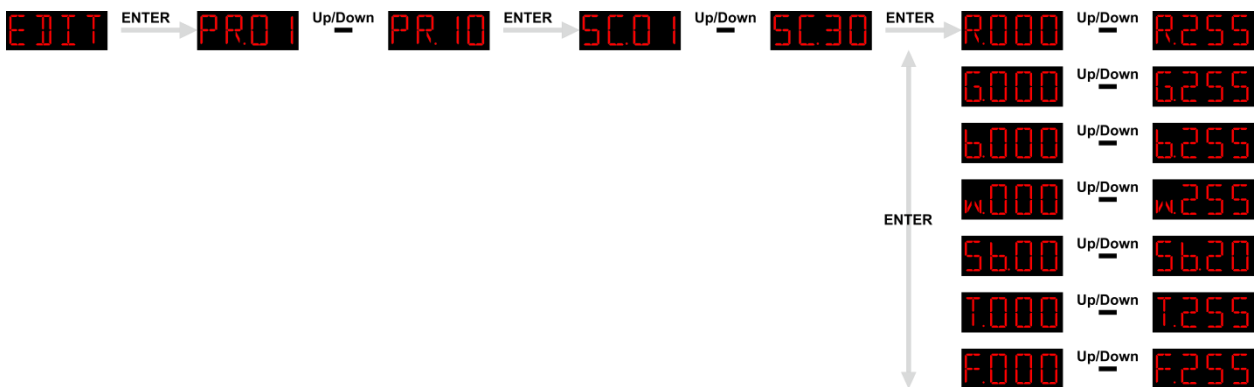 EDIT ENTER PR.01 Up/Down PR.10 ENTER SC.01 Up/Down SC.30 ENTER R.000 Up/Down R.255
G.000 Up/Down G.255
b.000 Up/Down b.255
w.000 Up/Down w.255
ENTER
Sb.00 Up/Down Sb.20
T.000 Up/Down T.255
F.000 Up/Down F.255